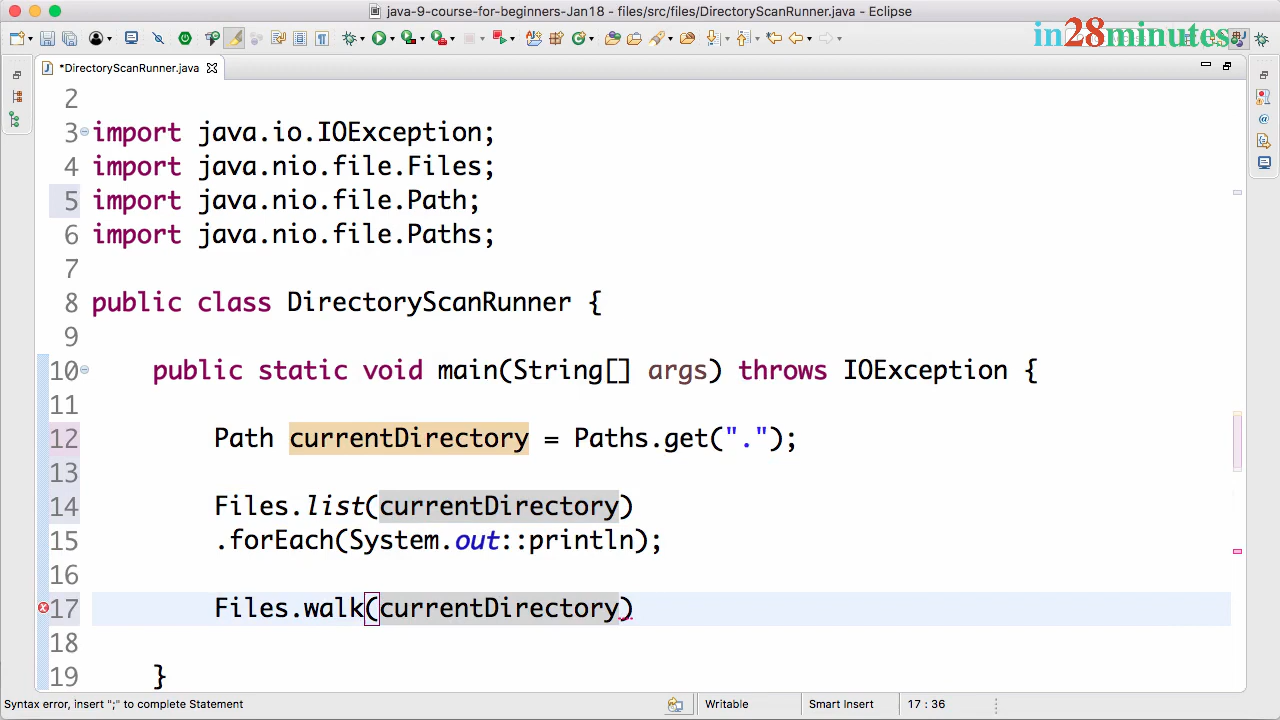 java-9-course-for-beginners-Jan18 - files/src/files/DirectoryScanRunner.java - Eclipse
in28minutes
*DirectoryScanRunner.java
2
3 import java.io.IOException;
4 import java.nio.file.Files;
5 import java.nio.file.Path;
6 import java.nio.file.Paths;
7
8 public class DirectoryScanRunner {
9
10 public static void main(String[] args) throws IOException {
11
12 Path currentDirectory = Paths.get(".");
13
14 Files.list(currentDirectory)
15 .forEach(System.out::println);
16
17 Files.walk(currentDirectory)
18
19 }
Syntax error, insert ";" to complete Statement
Writable
Smart Insert
17 : 36